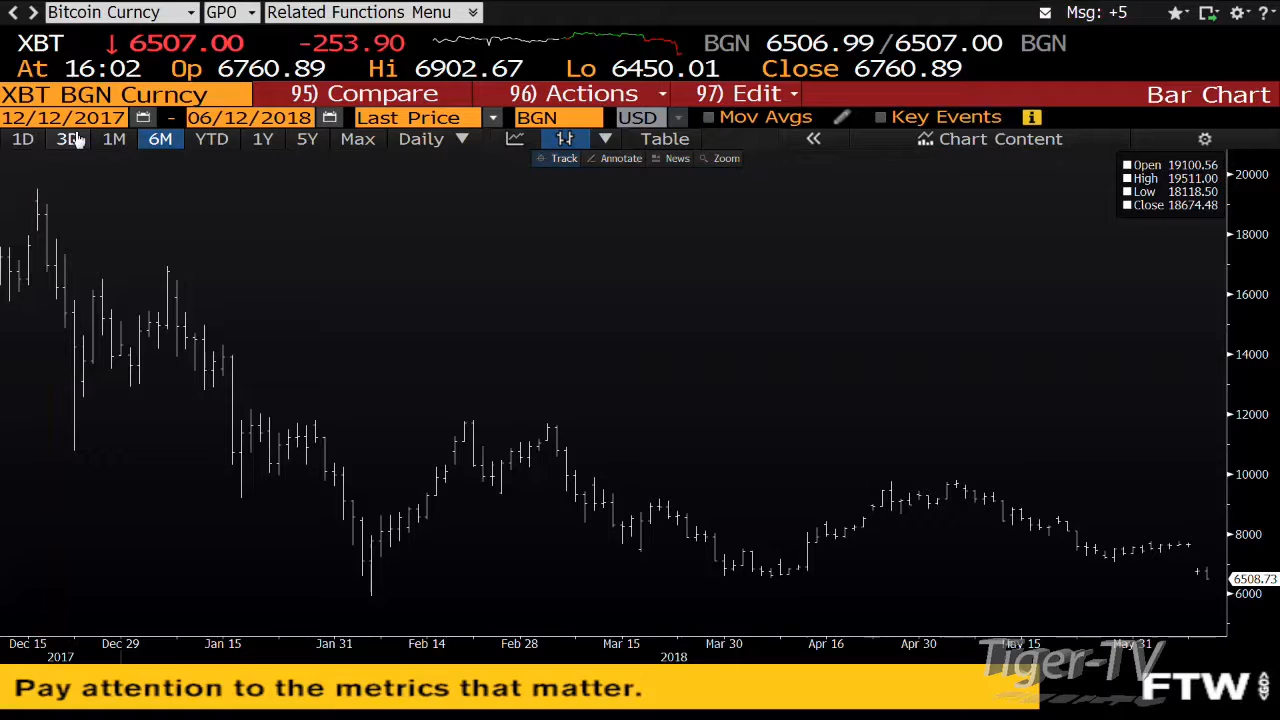 Bitcoin Curncy GPO Related Functions Menu Msg: +5
XBT 6507.00 -253.90 BGN 6506.99/6507.00 BGN
At 16:02 Op 6760.89 Hi 6902.67 Lo 6450.01 Close 6760.89
XBT BGN Curncy 95) Compare 96) Actions 97) Edit Bar Chart
12/12/2017 - 06/12/2018 Last Price BGN USD Mov Avgs Key Events
1D 3D 1M 6M YTD 1Y 5Y Max Daily Table Chart Content
Track Annotate News Zoom
Open 19100.56
High 19511.00
Low 18118.50
Close 18674.48
20000
18000
16000
14000
12000
10000
8000
6508.73
6000
Dec 15 Dec 29 Jan 15 Jan 31 Feb 14 Feb 28 Mar 15 Mar 30 Apr 16 Apr 30 May 15 May 31
2017 2018
Tiger-TV
Pay attention to the metrics that matter.
FTW